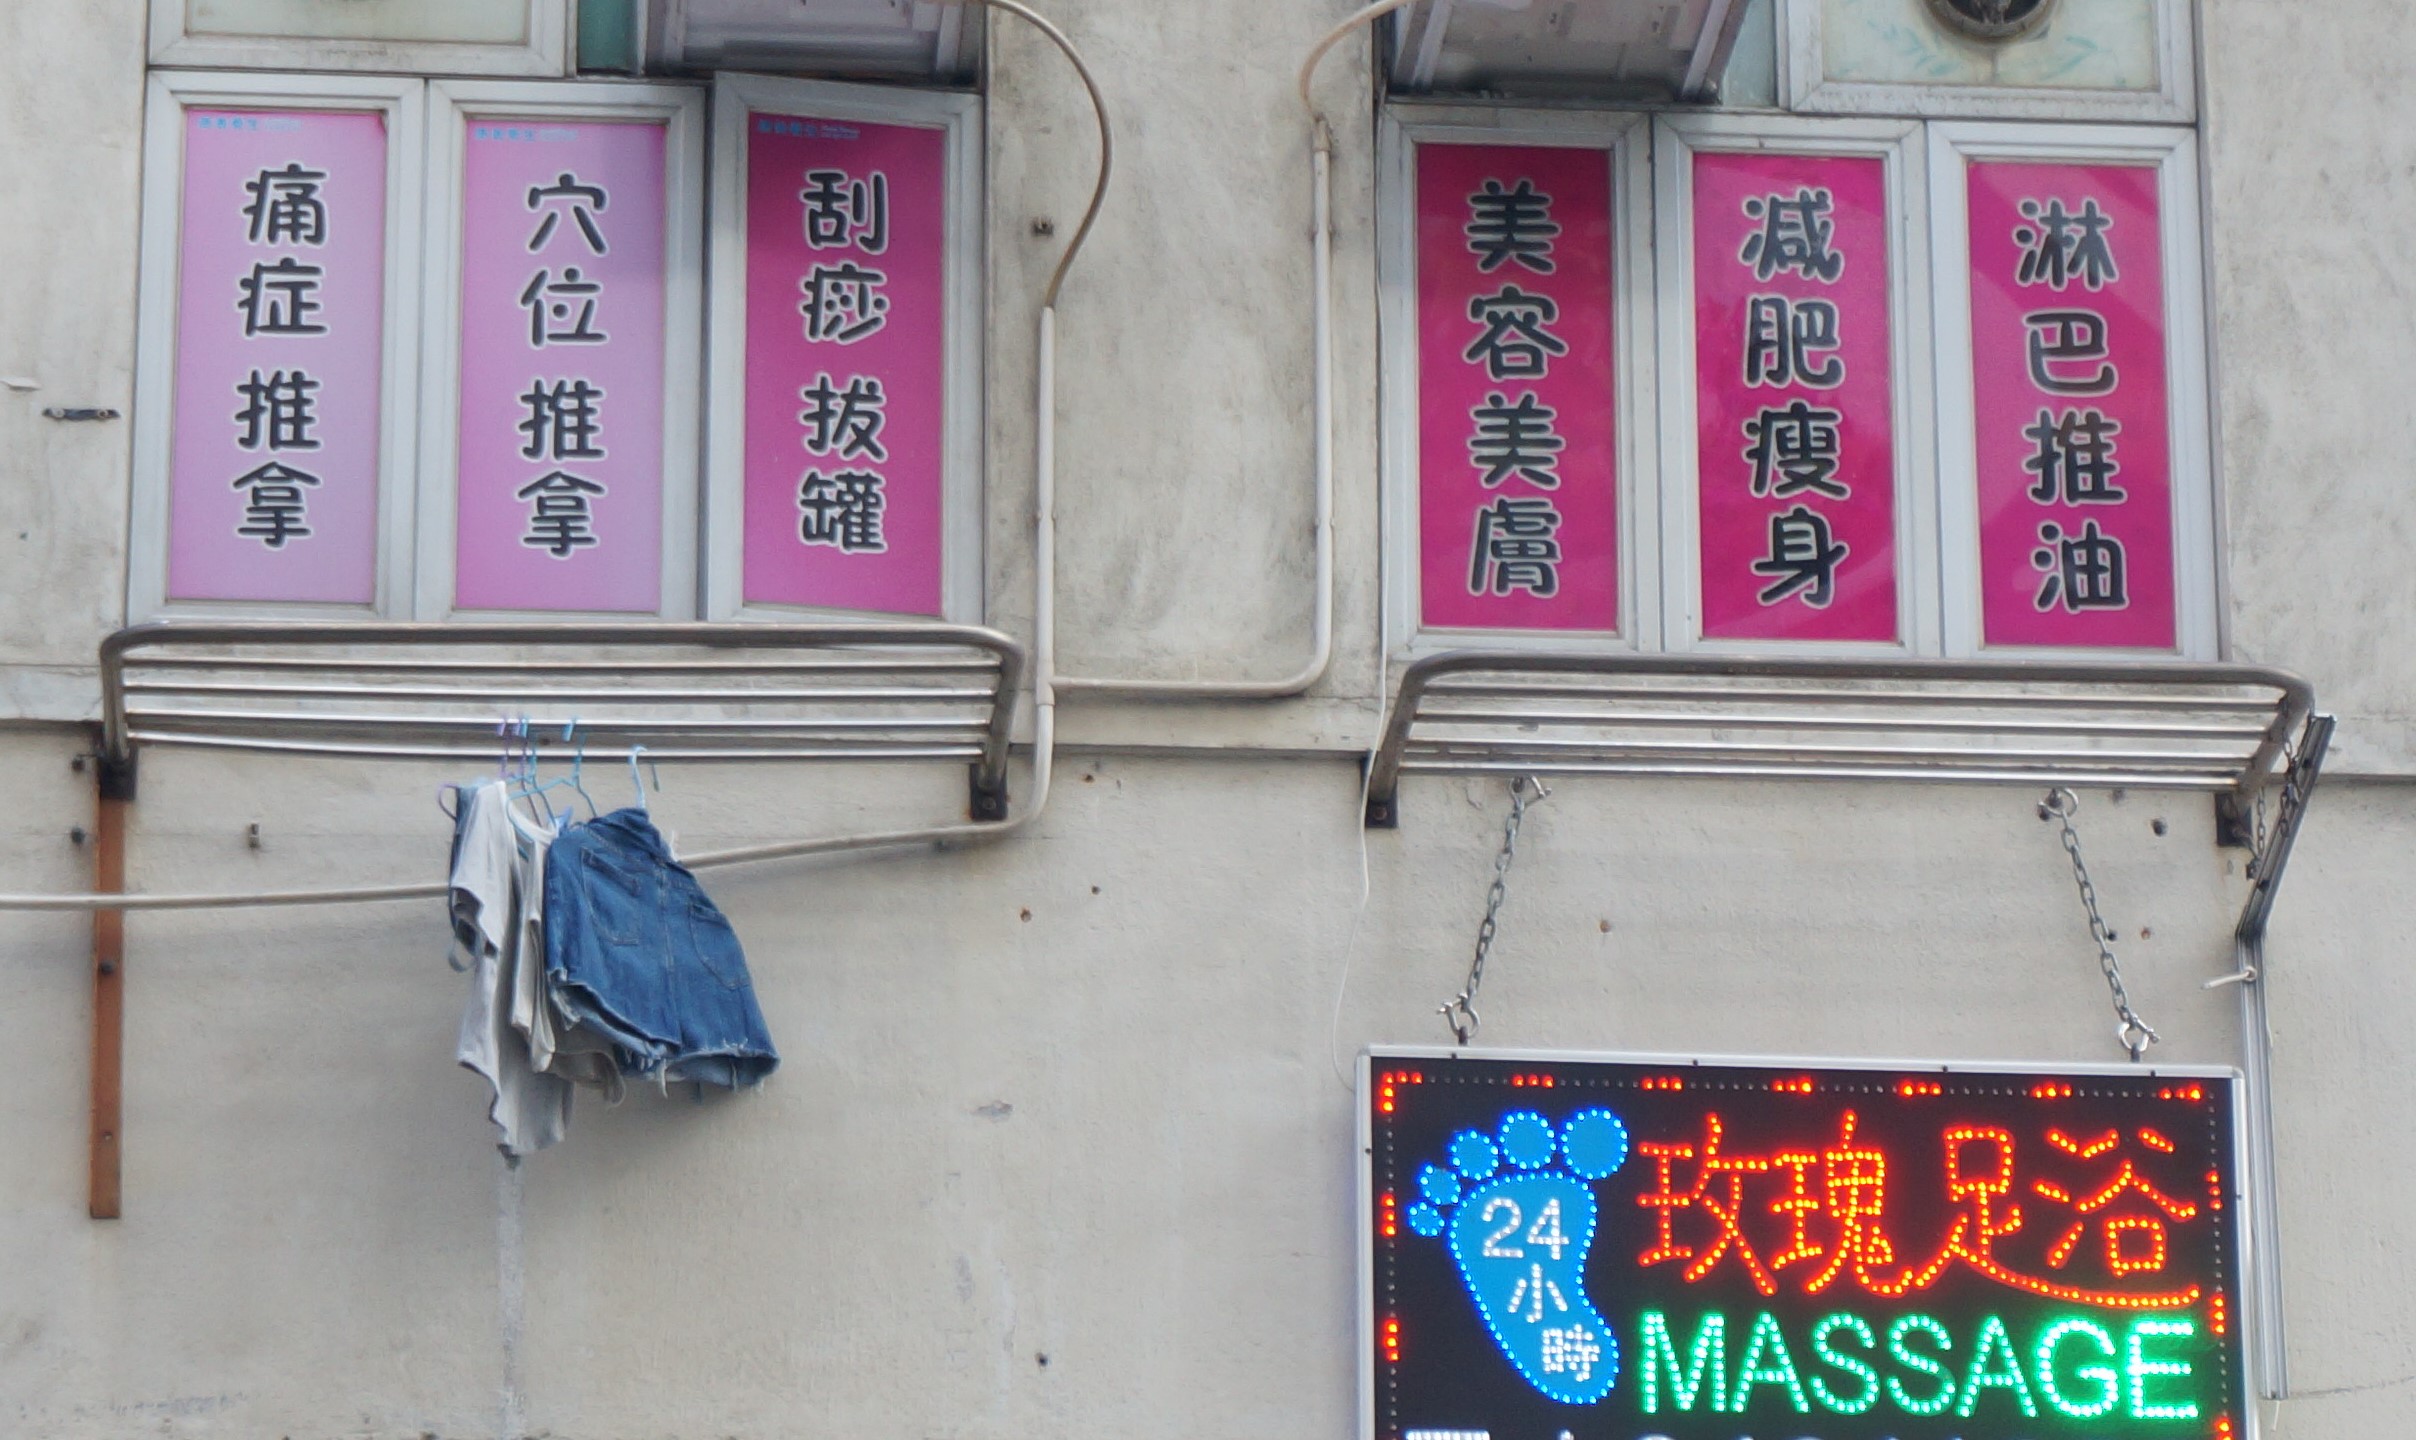 痛症 推拿
穴位 推拿
刮痧 拔罐
美容美膚
減肥瘦身
淋巴推油
24
小
時
玫瑰足浴
MASSAGE